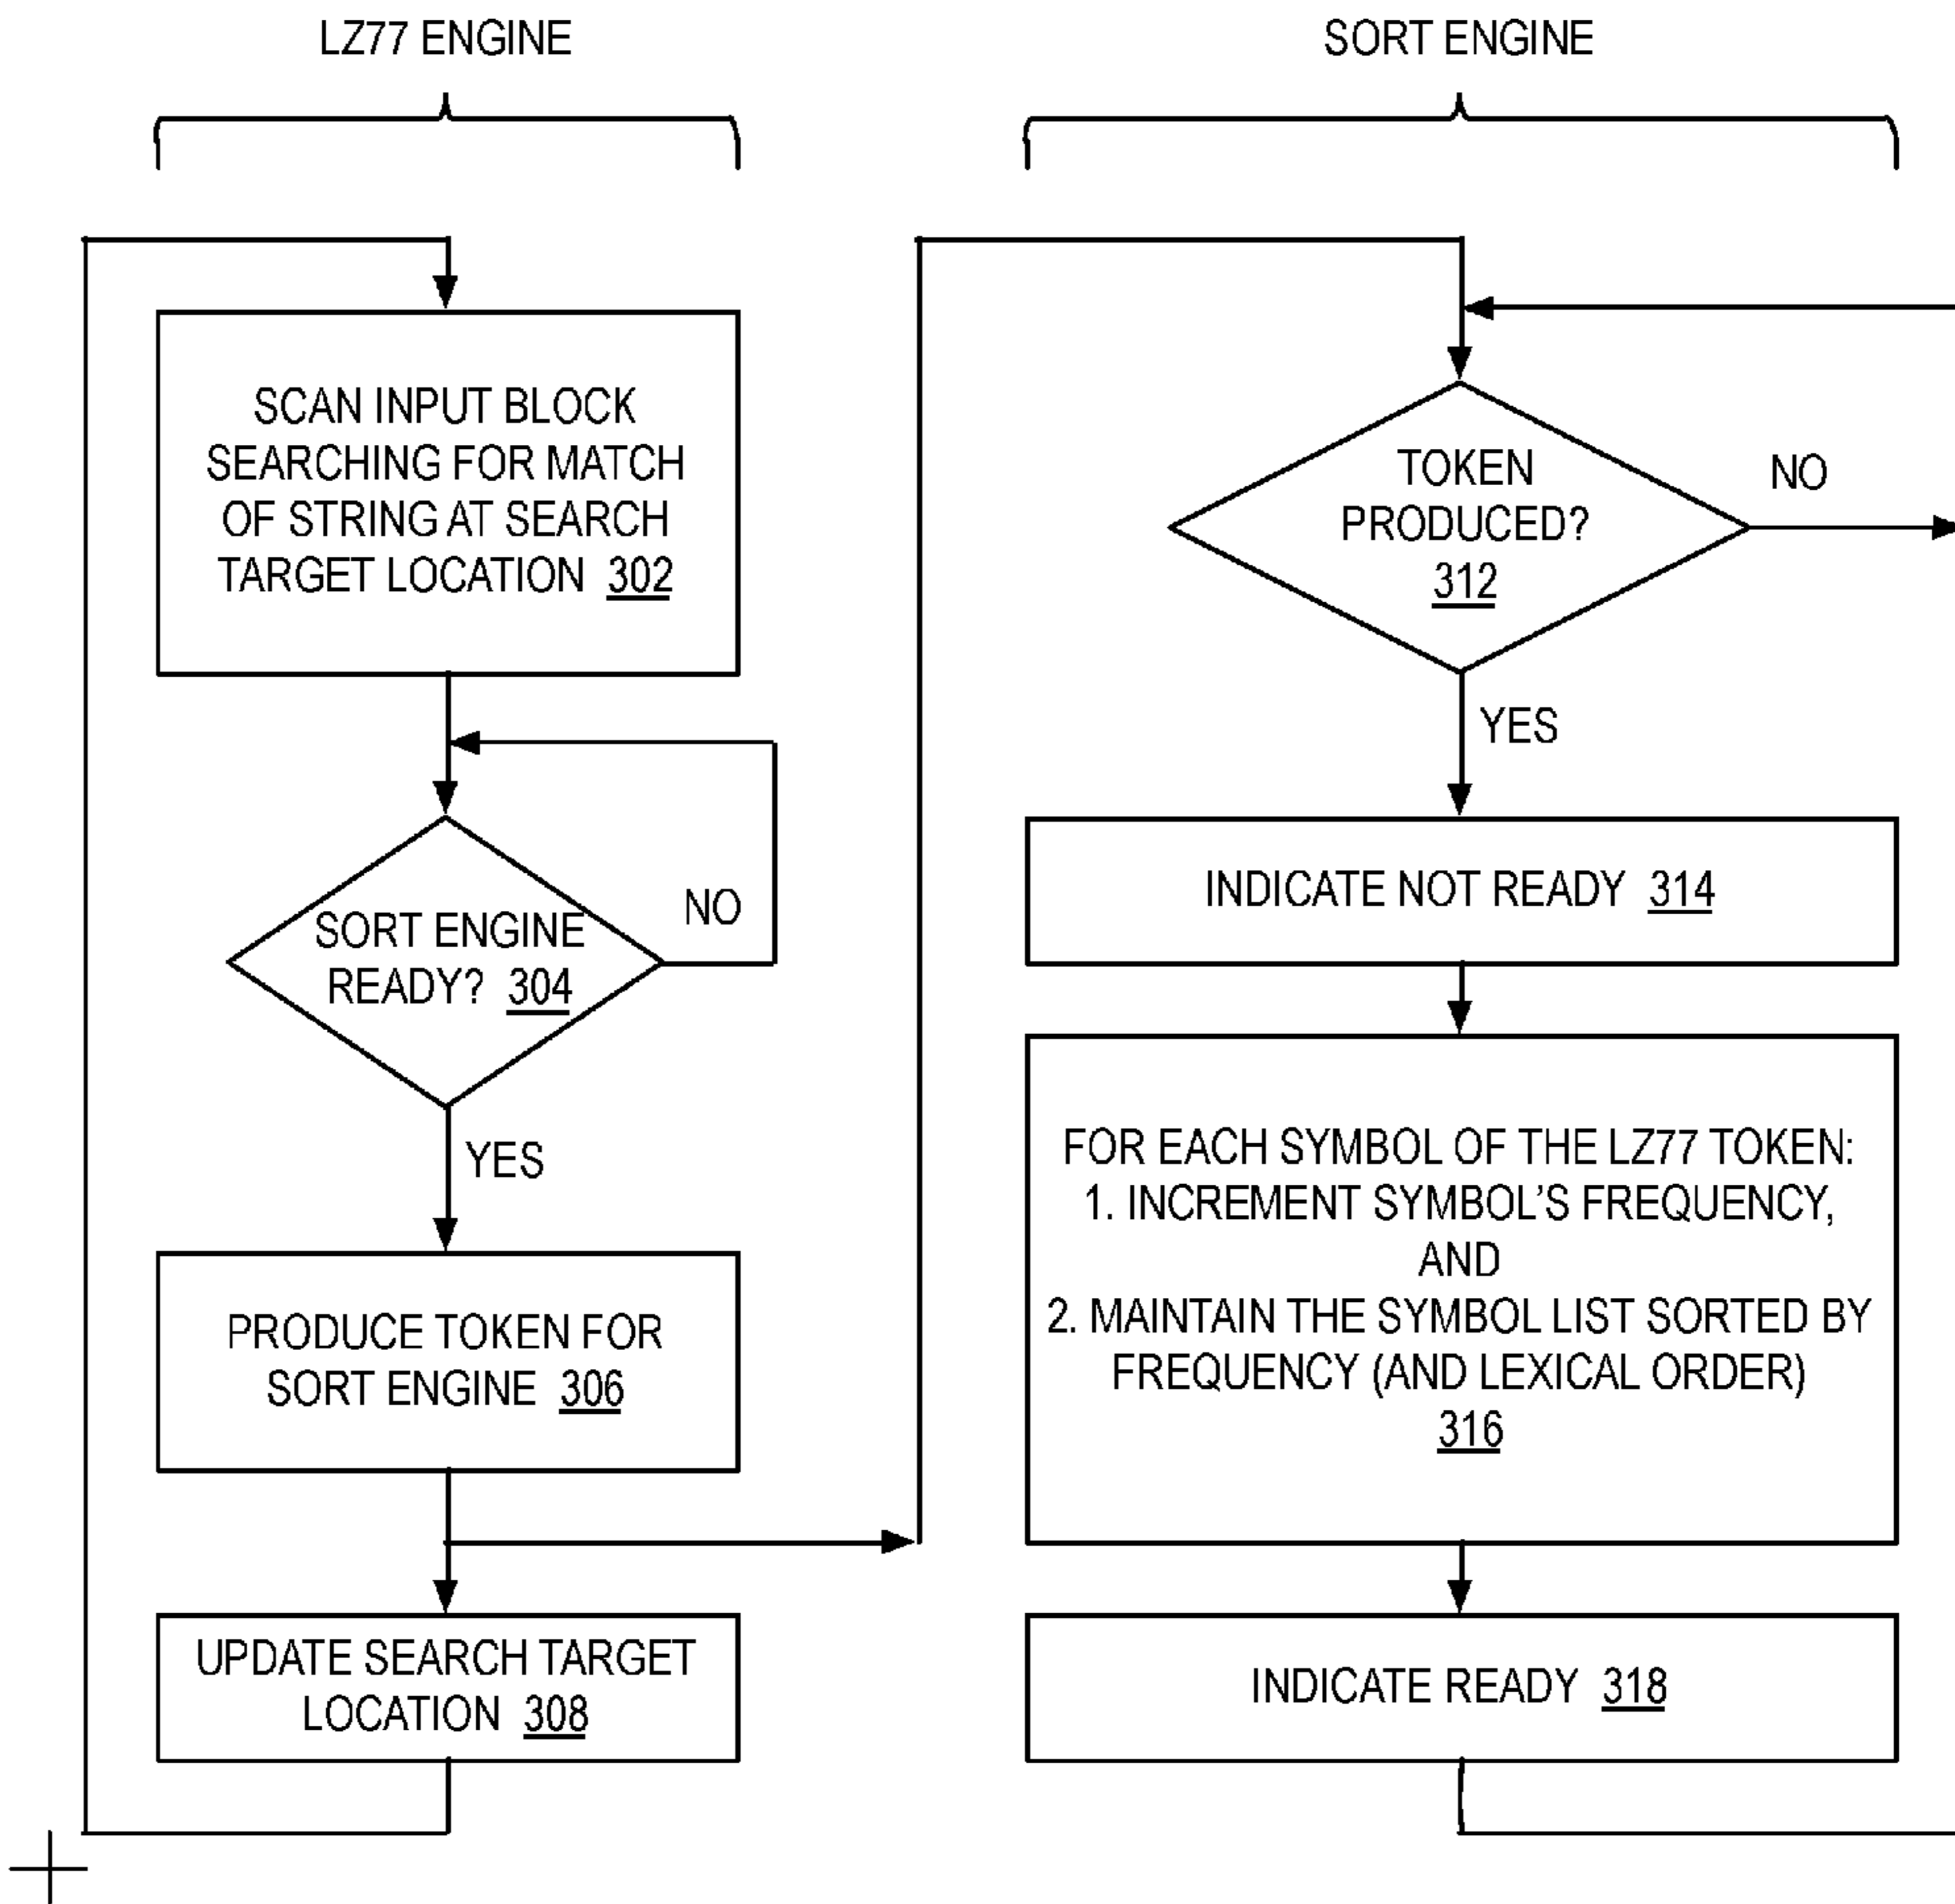 LZ77 ENGINE
SCAN INPUT BLOCK
SEARCHING FOR MATCH
OF STRING AT SEARCH
TARGET LOCATION 302
SORT ENGINE
READY? 304
NO
YES
PRODUCE TOKEN FOR
SORT ENGINE 306
UPDATE SEARCH TARGET
LOCATION 308
SORT ENGINE
TOKEN
PRODUCED?
312
NO
YES
INDICATE NOT READY 314
FOR EACH SYMBOL OF THE LZ77 TOKEN:
1. INCREMENT SYMBOL'S FREQUENCY,
AND
2. MAINTAIN THE SYMBOL LIST SORTED BY
FREQUENCY (AND LEXICAL ORDER)
316
INDICATE READY 318